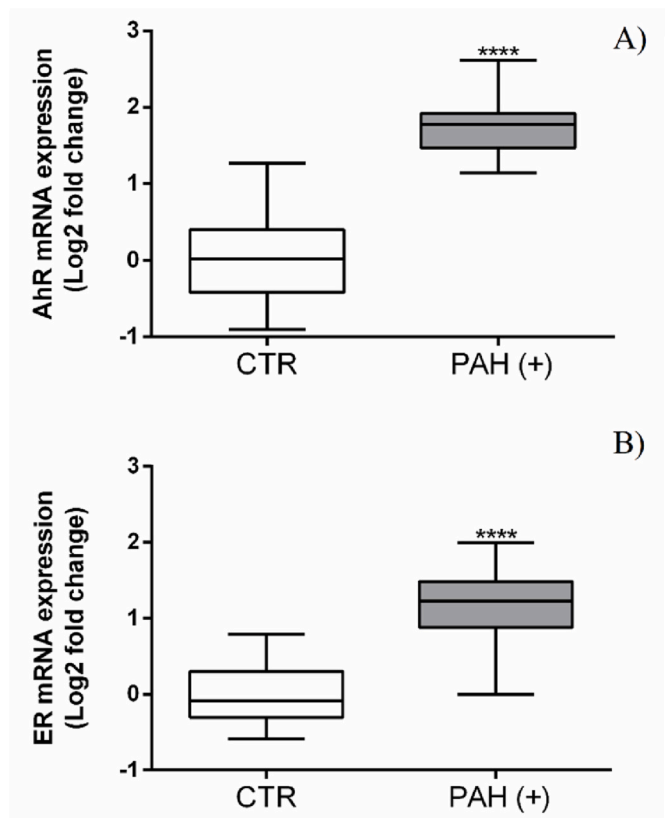 A)
AhR mRNA expression
(Log2 fold change)
3
2
1
0
-1
****
CTR
PAH (+)
B)
ER mRNA expression
(Log2 fold change)
3
2
1
0
-1
****
CTR
PAH (+)